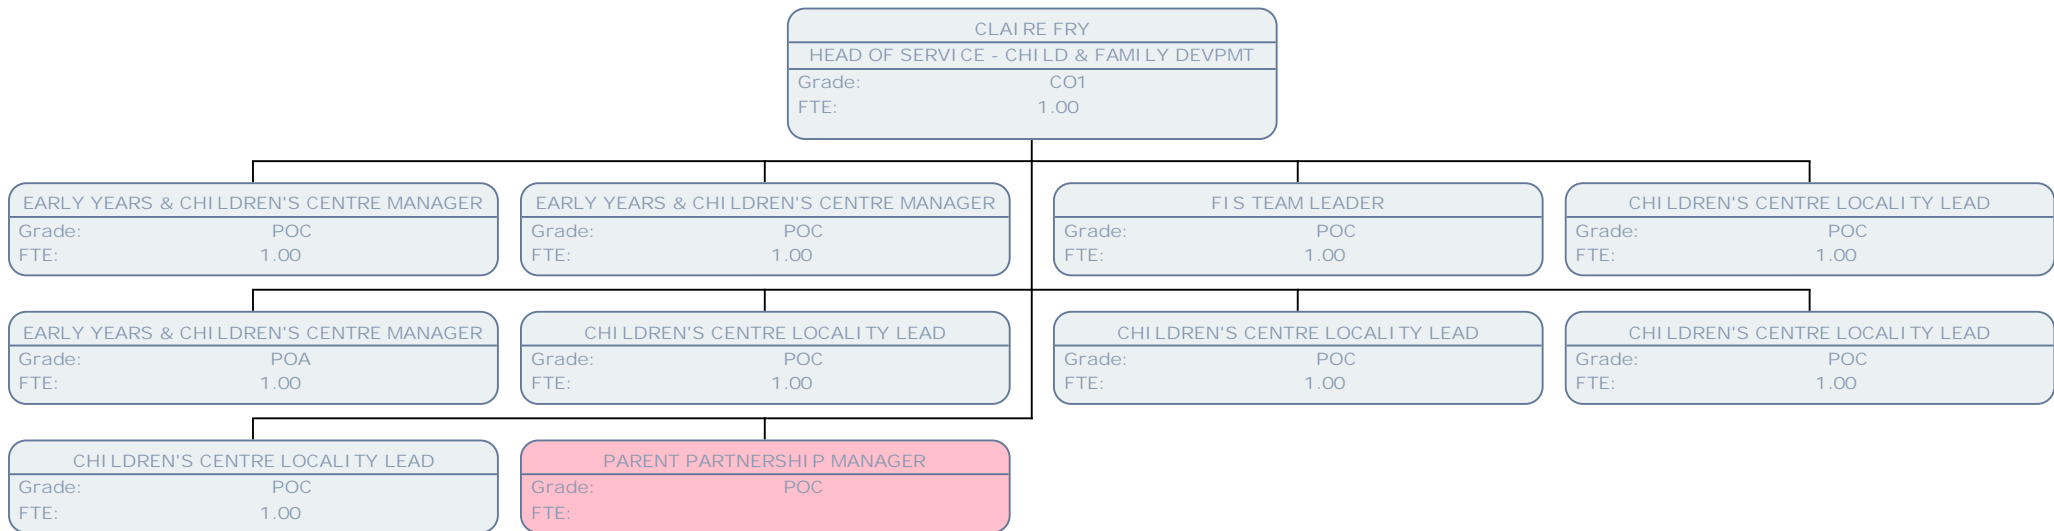 CLAIRE FRY
HEAD OF SERVICE - CHILD & FAMILY DEVPMT
Grade: CO1
FTE: 1.00
EARLY YEARS & CHILDREN'S CENTRE MANAGER
Grade: POC
FTE: 1.00
EARLY YEARS & CHILDREN'S CENTRE MANAGER
Grade: POC
FTE: 1.00
FIS TEAM LEADER
Grade: POC
FTE: 1.00
CHILDREN'S CENTRE LOCALITY LEAD
Grade: POC
FTE: 1.00
EARLY YEARS & CHILDREN'S CENTRE MANAGER
Grade: POA
FTE: 1.00
CHILDREN'S CENTRE LOCALITY LEAD
Grade: POC
FTE: 1.00
CHILDREN'S CENTRE LOCALITY LEAD
Grade: POC
FTE: 1.00
CHILDREN'S CENTRE LOCALITY LEAD
Grade: POC
FTE: 1.00
CHILDREN'S CENTRE LOCALITY LEAD
Grade: POC
FTE: 1.00
PARENT PARTNERSHIP MANAGER
Grade: POC
FTE: